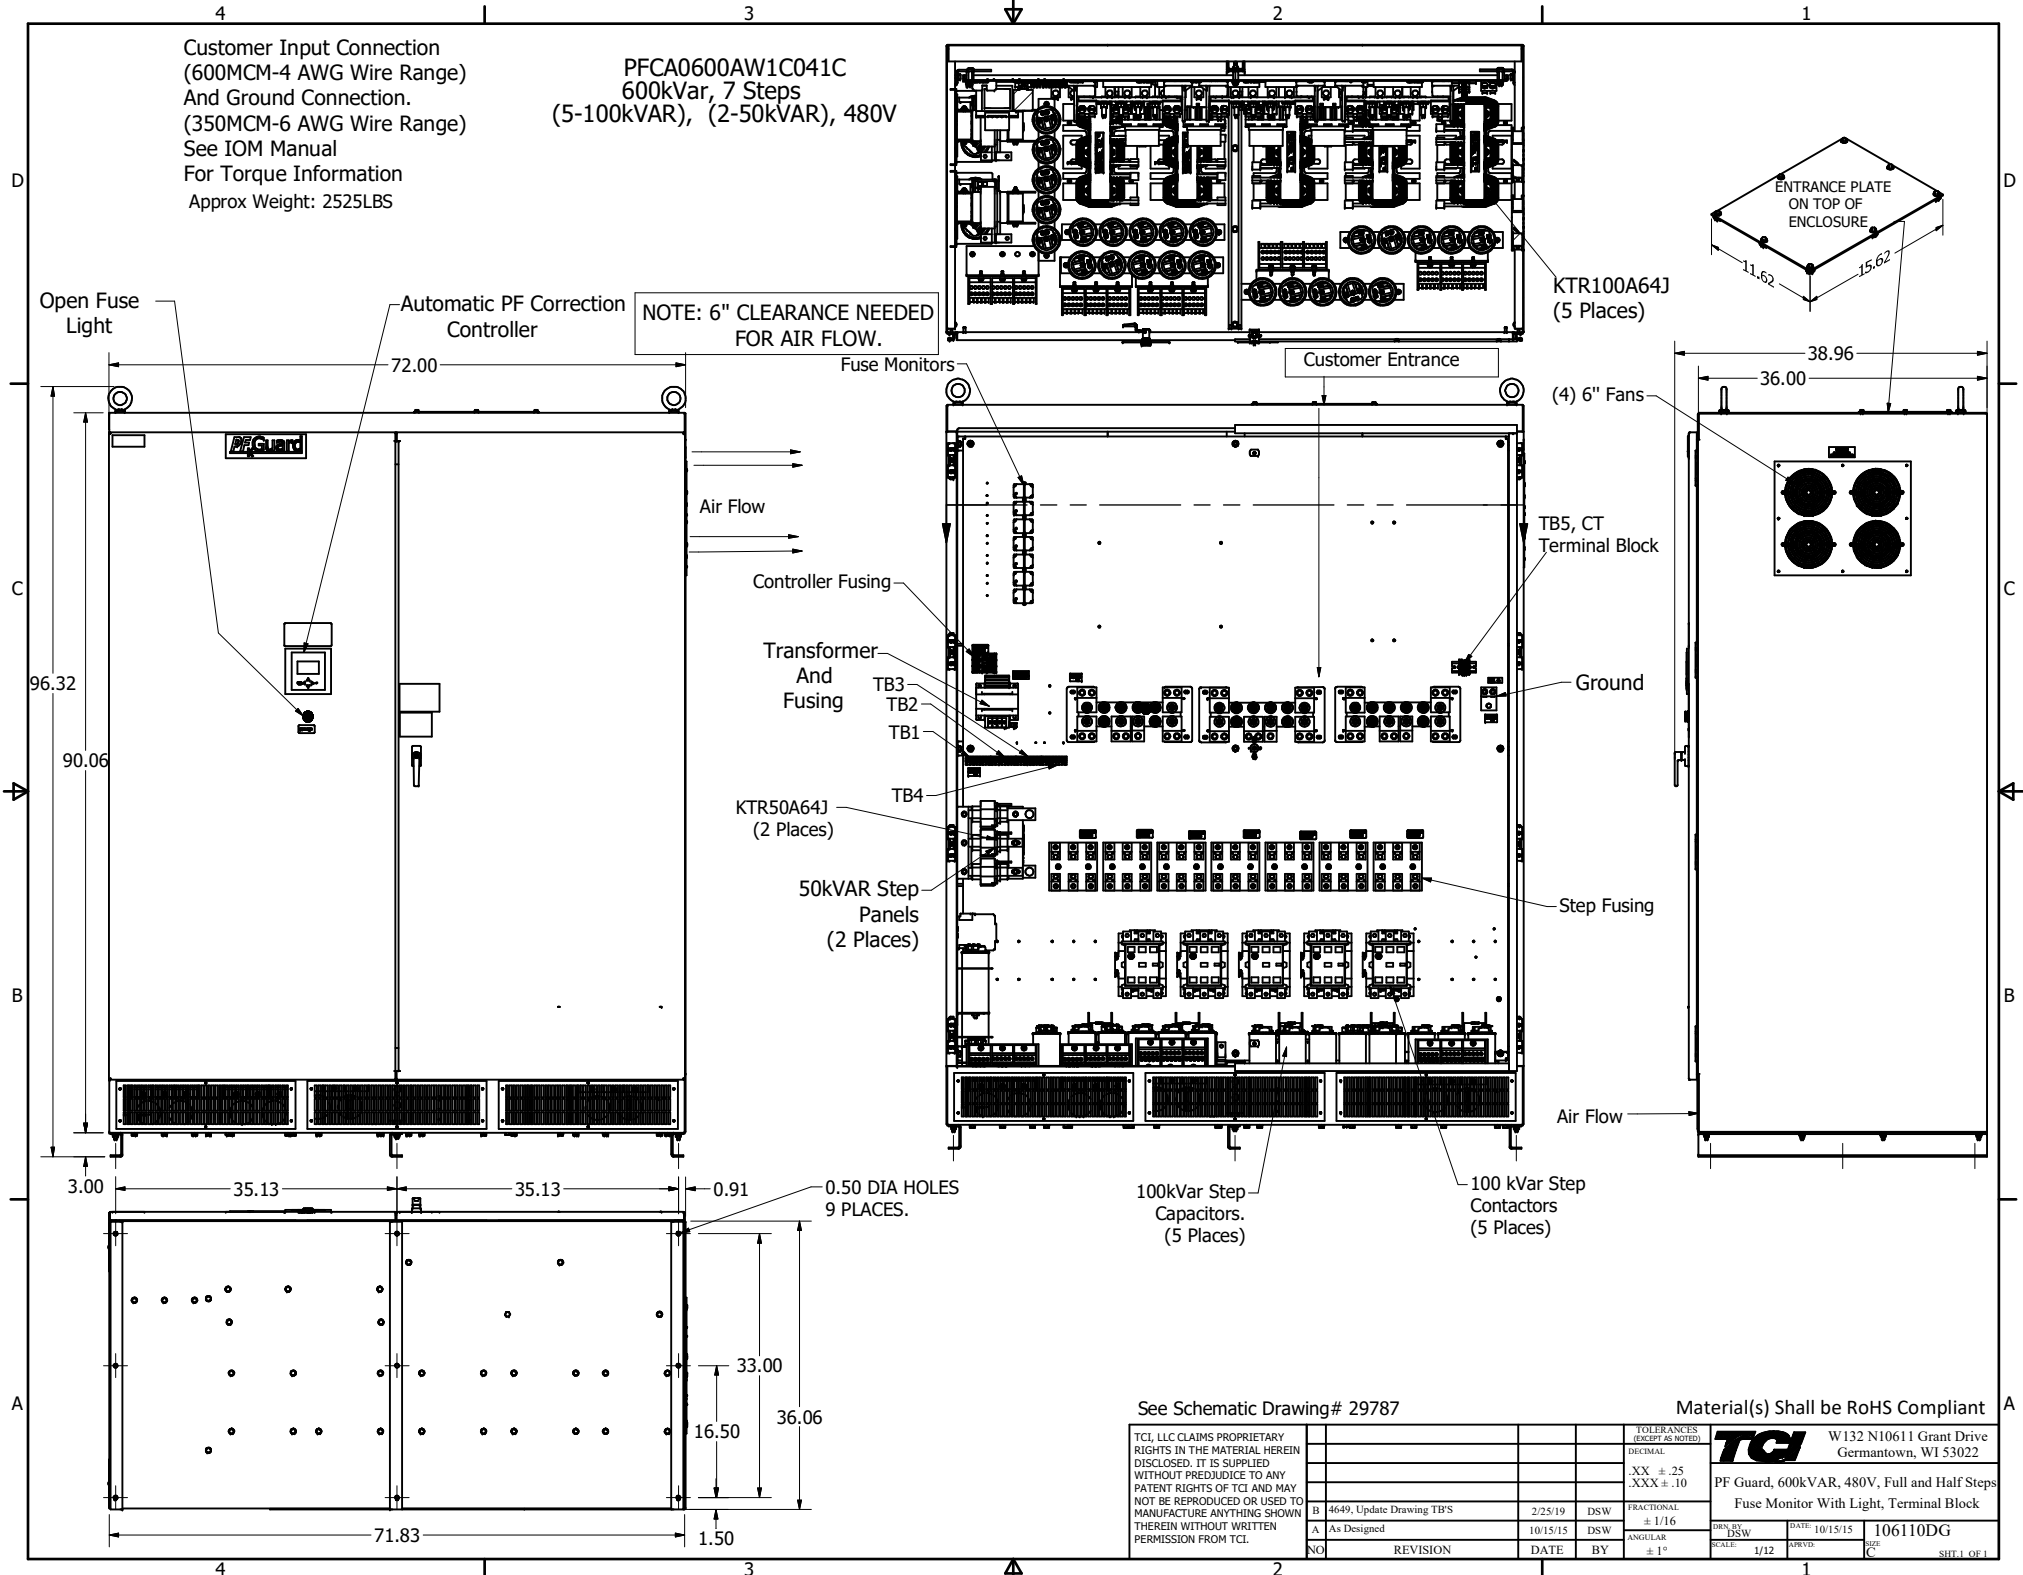 4
3
2
1
Customer Input Connection
(600MCM-4 AWG Wire Range)
And Ground Connection.
(350MCM-6 AWG Wire Range)
See IOM Manual
For Torque Information
Approx Weight: 2525LBS
PFCA0600AW1C041C
600kVar, 7 Steps
(5-100kVAR), (2-50kVAR), 480V
D
D
ENTRANCE PLATE
ON TOP OF
ENCLOSURE
11.62
15.62
KTR100A64J
(5 Places)
Open Fuse
Light
Automatic PF Correction
Controller
NOTE: 6" CLEARANCE NEEDED
FOR AIR FLOW.
Fuse Monitors
Customer Entrance
72.00
38.96
36.00
(4) 6" Fans
PFGuard
Air Flow
TB5, CT
Terminal Block
C
C
Controller Fusing
Transformer
And
Fusing
TB3
TB2
TB1
TB4
Ground
96.32
90.06
KTR50A64J
(2 Places)
50kVAR Step
Panels
(2 Places)
Step Fusing
B
B
Air Flow
3.00
35.13
35.13
0.91
0.50 DIA HOLES
9 PLACES.
100kVar Step
Capacitors.
(5 Places)
100 kVar Step
Contactors
(5 Places)
33.00
16.50
36.06
71.83
1.50
A
A
See Schematic Drawing# 29787
Material(s) Shall be RoHS Compliant
TCI, LLC CLAIMS PROPRIETARY
RIGHTS IN THE MATERIAL HEREIN
DISCLOSED. IT IS SUPPLIED
WITHOUT PREDJUDICE TO ANY
PATENT RIGHTS OF TCI AND MAY
NOT BE REPRODUCED OR USED TO
MANUFACTURE ANYTHING SHOWN
THEREIN WITHOUT WRITTEN
PERMISSION FROM TCI.
B 4649, Update Drawing TB'S 2/25/19 DSW
A As Designed 10/15/15 DSW
NO REVISION DATE BY
TOLERANCES
(EXCEPT AS NOTED)
DECIMAL
.XX ± .25
.XXX ± .10
FRACTIONAL
± 1/16
ANGULAR
± 1°
TCI
W132 N10611 Grant Drive
Germantown, WI 53022
PF Guard, 600kVAR, 480V, Full and Half Steps
Fuse Monitor With Light, Terminal Block
DRN. BY DSW
DATE: 10/15/15
106110DG
SCALE: 1/12
APRVD:
SIZE C
SHT.1 OF 1
4
3
2
1